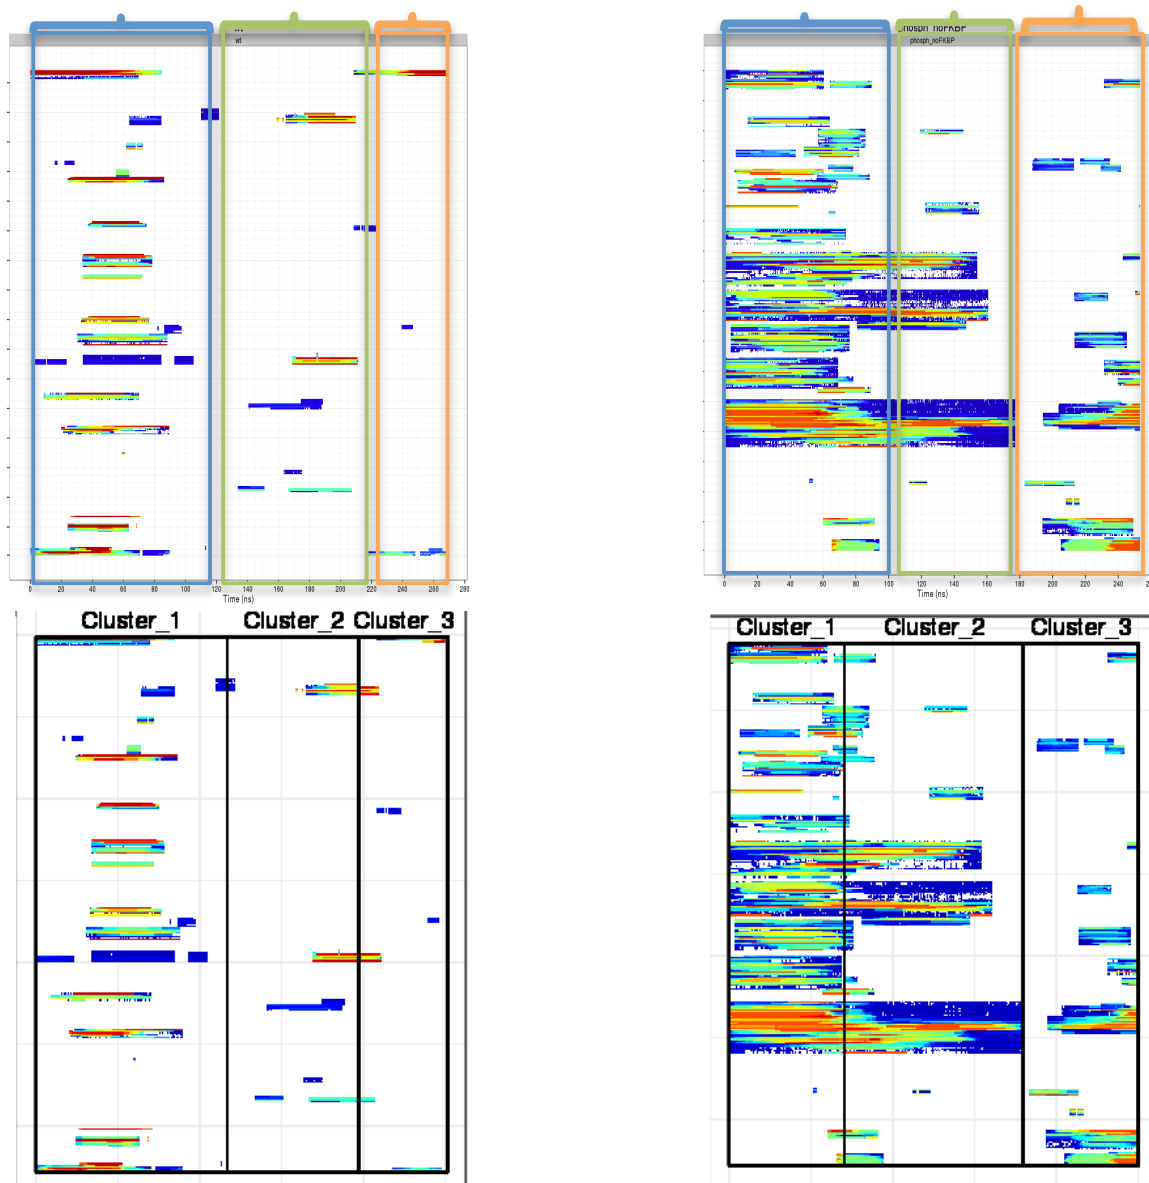 wt
phosph_noFKBP
phosph_noFKBP
0 20 40 60 80 100 120 140 160 180 200 220 240 260 280
Time (ns)
0 20 40 60 80 100 120 140 160 180 200 220 240
Time (ns)
Cluster_1 Cluster_2 Cluster_3
Cluster_1 Cluster_2 Cluster_3